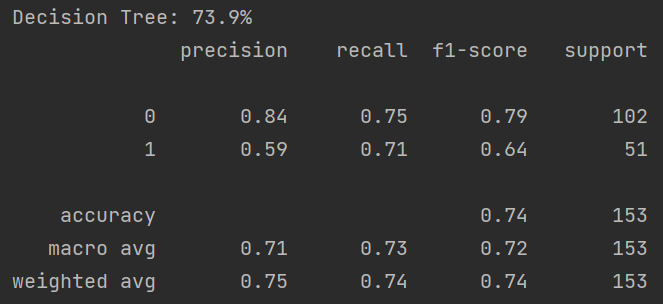 Decision Tree: 73.9%
precision recall f1-score support
0 0.84 0.75 0.79 102
1 0.59 0.71 0.64 51
accuracy 0.74 153
macro avg 0.71 0.73 0.72 153
weighted avg 0.75 0.74 0.74 153